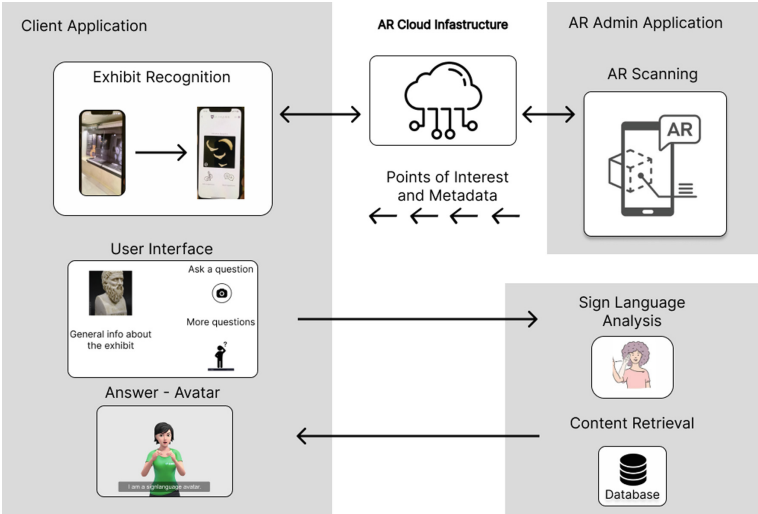 Client Application
AR Cloud Infastructure
AR Admin Application
Exhibit Recognition
AR Scanning
AR
Points of Interest
and Metadata
User Interface
Ask a question
General info about
the exhibit
More questions
?
Sign Language
Analysis
Answer - Avatar
I am a signlanguage avatar.
Content Retrieval
Database